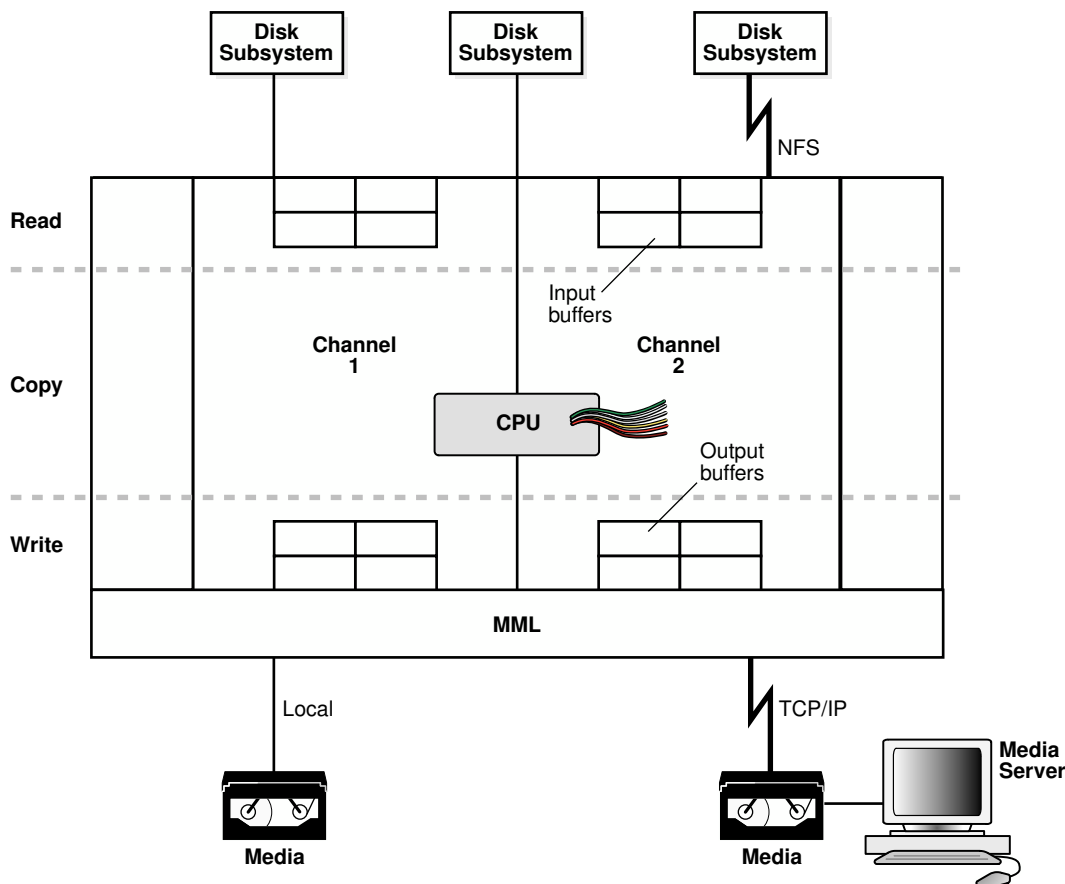 Disk
Subsystem
Disk
Subsystem
Disk
Subsystem
NFS
Read
Input
buffers
Channel
1
Channel
2
Copy
CPU
Output
buffers
Write
MML
Local
TCP/IP
Media
Server
Media
Media